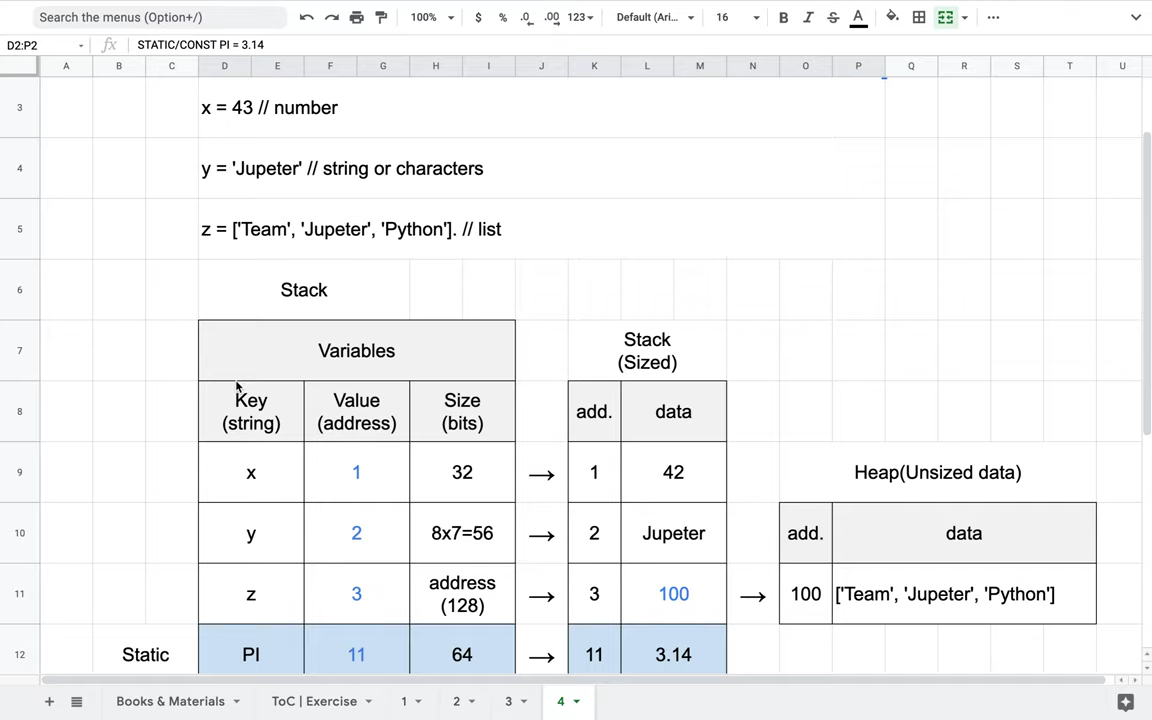 Search the menus (Option+/)
100%
$ % .0 .00 123
Default (Ari...
16
B I S A
D2:P2
fx STATIC/CONST PI = 3.14
A B C D E F G H I J K L M N O P Q R S T U
3 x = 43 // number
4 y = 'Jupeter' // string or characters
5 z = ['Team', 'Jupeter', 'Python']. // list
6 Stack
7 Variables
Stack
(Sized)
8
Key
(string)
Value
(address)
Size
(bits)
add. data
9 x 1 32 → 1 42 Heap(Unsized data)
10 y 2 8x7=56 → 2 Jupeter add. data
11 z 3 address
(128) → 3 100 → 100 ['Team', 'Jupeter', 'Python']
12 Static PI 11 64 → 11 3.14
Books & Materials
ToC | Exercise
1
2
3
4